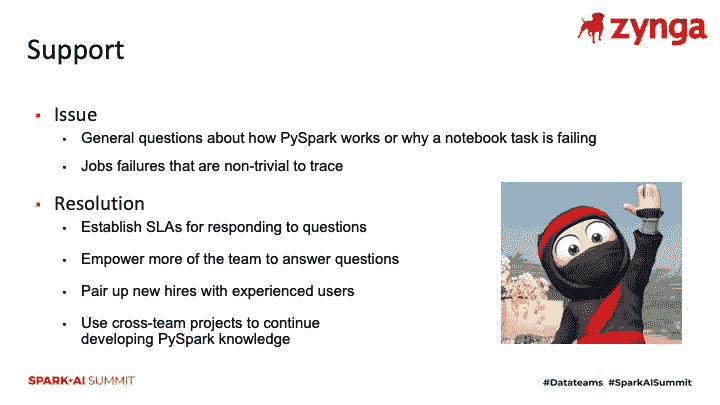 zynga
Support
Issue
General questions about how PySpark works or why a notebook task is failing
Jobs failures that are non-trivial to trace
Resolution
Establish SLAs for responding to questions
Empower more of the team to answer questions
Pair up new hires with experienced users
Use cross-team projects to continue
developing PySpark knowledge
SPARK+AI SUMMIT
#Datateams #SparkAISummit